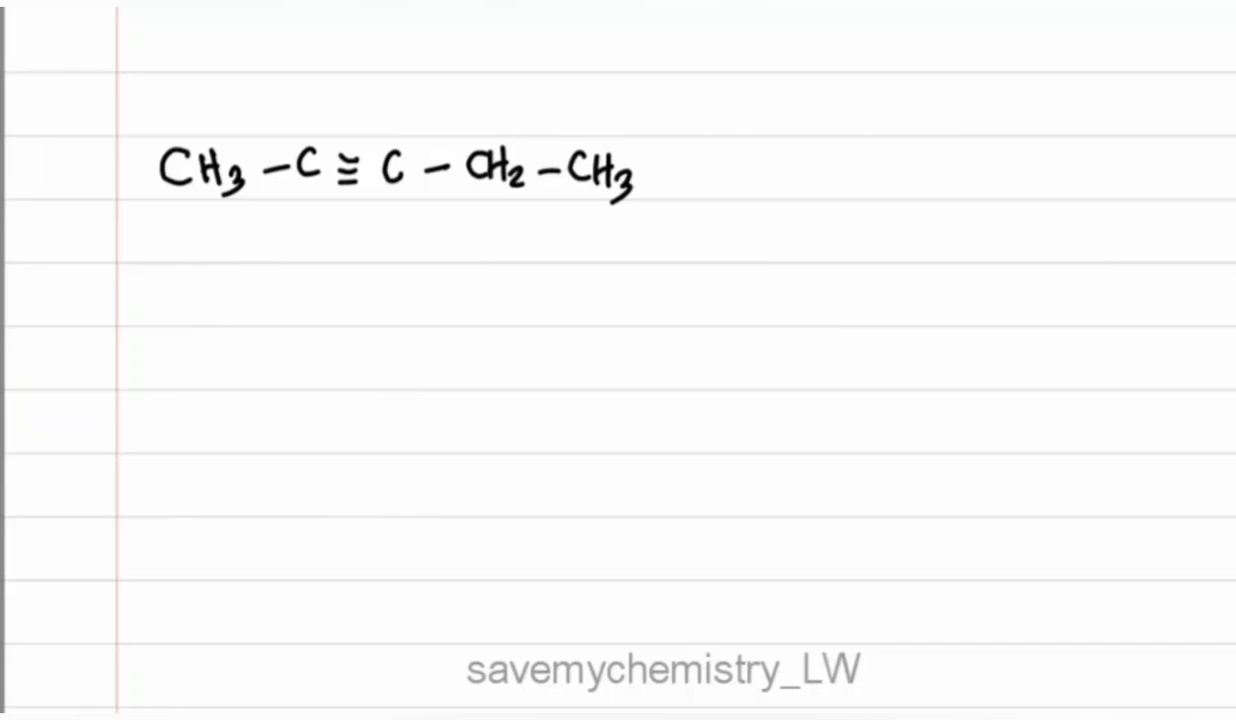 CH₃ – C ≡ C – CH₂ – CH₃
savemychemistry_LW